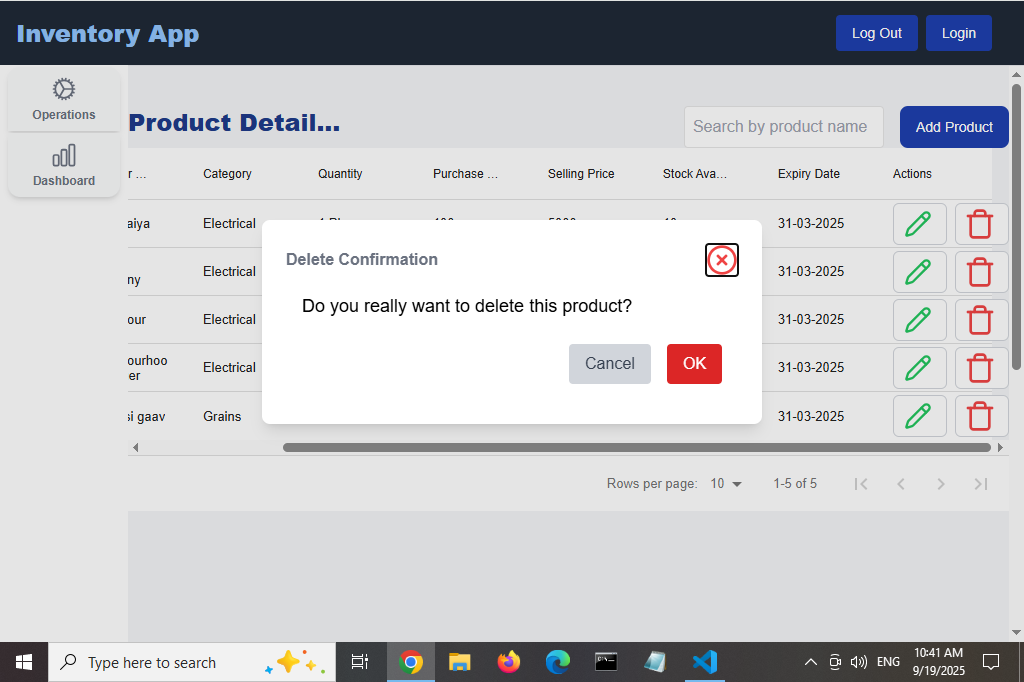 Inventory App
Log Out
Login
Operations
Dashboard
Product Detail...
Search by product name
Add Product
r ... Category Quantity Purchase ... Selling Price Stock Ava... Expiry Date Actions
aiya Electrical 31-03-2025
ny Electrical 31-03-2025
our Electrical 31-03-2025
ourhoo
er Electrical 31-03-2025
si gaav Grains 31-03-2025
Delete Confirmation
Do you really want to delete this product?
Cancel
OK
Rows per page: 10 1-5 of 5
Type here to search
ENG
10:41 AM
9/19/2025